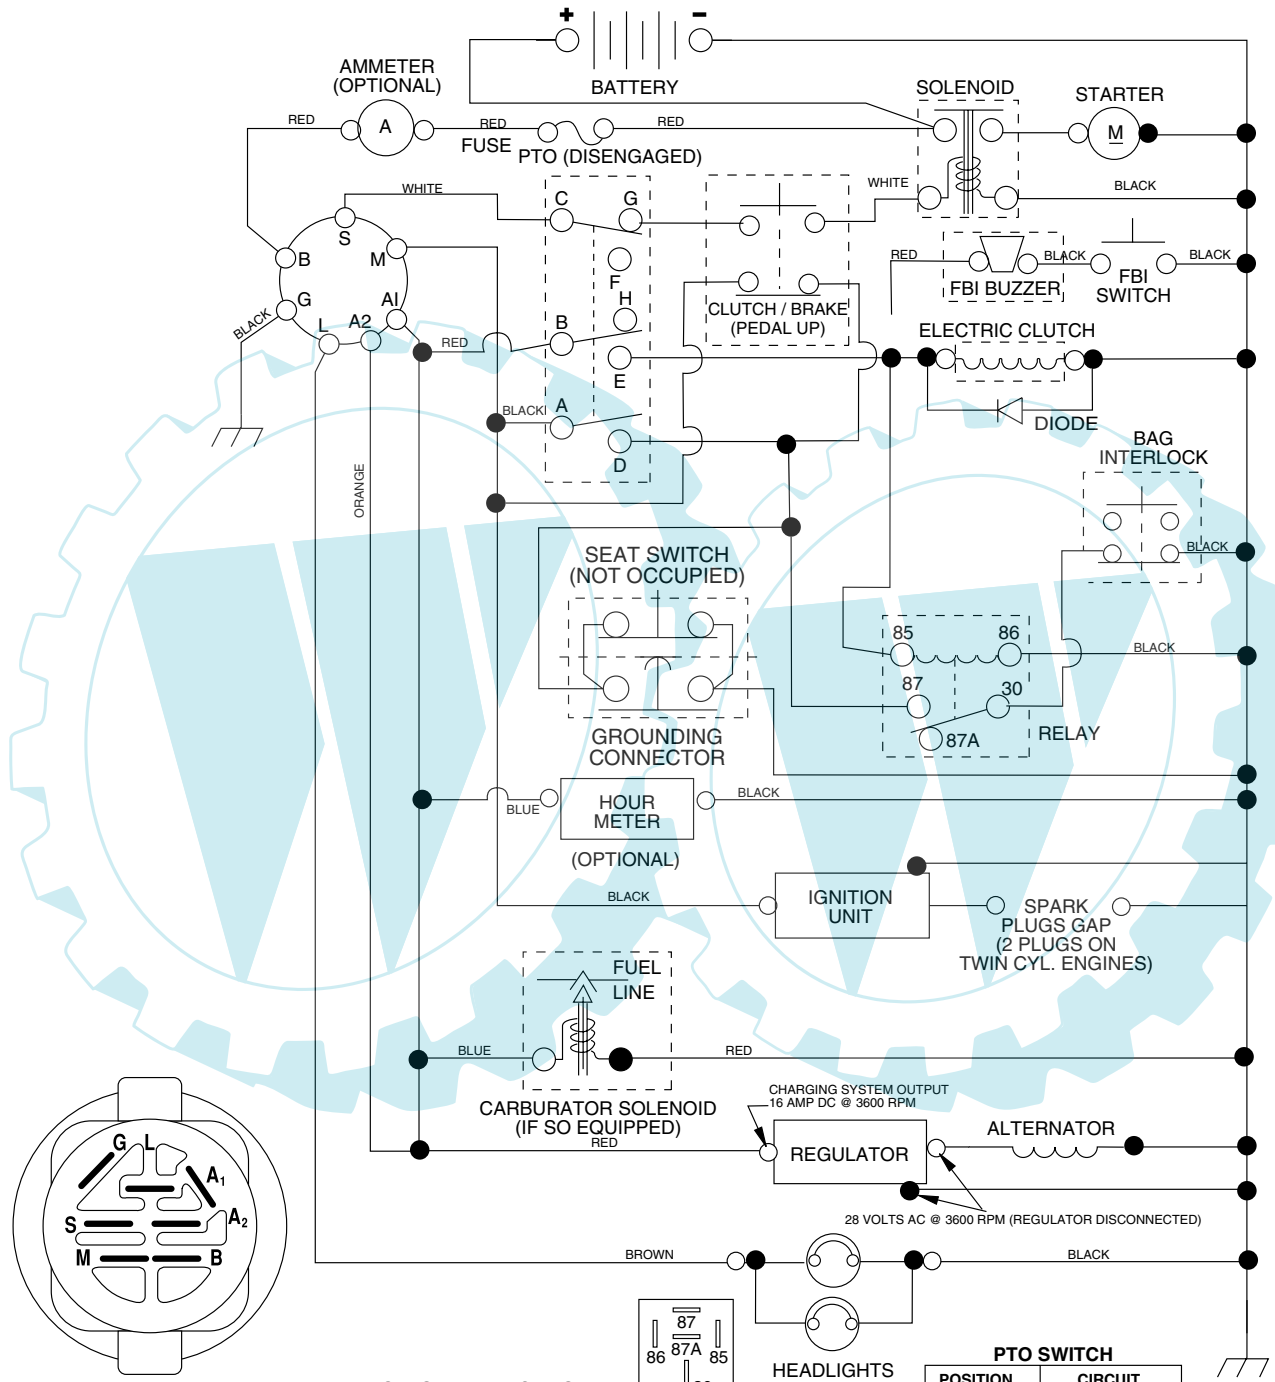 + −
BATTERY
AMMETER
(OPTIONAL)
SOLENOID
STARTER
RED
A
RED
FUSE
RED
PTO (DISENGAGED)
M
WHITE
C
G
WHITE
BLACK
S
B
M
F
RED
BLACK
BLACK
FBI BUZZER
FBI
SWITCH
G
AI
H
CLUTCH / BRAKE
(PEDAL UP)
BLACK
L
A2
B
RED
ELECTRIC CLUTCH
E
BLACK
A
DIODE
D
BAG
INTERLOCK
ORANGE
BLACK
SEAT SWITCH
(NOT OCCUPIED)
85
86
BLACK
87
30
87A
RELAY
GROUNDING
CONNECTOR
BLUE
HOUR
METER
BLACK
(OPTIONAL)
BLACK
IGNITION
UNIT
SPARK
PLUGS GAP
(2 PLUGS ON
TWIN CYL. ENGINES)
FUEL
LINE
BLUE
RED
CARBURATOR SOLENOID
(IF SO EQUIPPED)
CHARGING SYSTEM OUTPUT
16 AMP DC @ 3600 RPM
RED
REGULATOR
ALTERNATOR
28 VOLTS AC @ 3600 RPM (REGULATOR DISCONNECTED)
G
L
A1
A2
S
M
B
BROWN
BLACK
HEADLIGHTS
87
87A
86
85
PTO SWITCH
POSITION
CIRCUIT